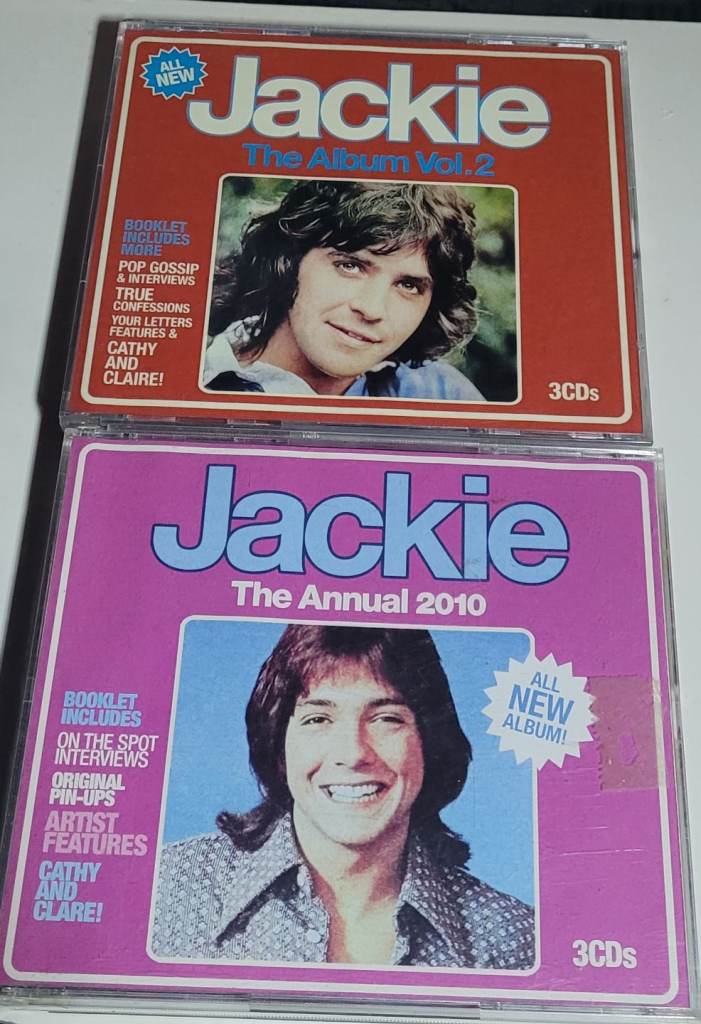 ALL
NEW
Jackie
The Album Vol.2
BOOKLET
INCLUDES
MORE
POP GOSSIP
& INTERVIEWS
TRUE
CONFESSIONS
YOUR LETTERS
FEATURES &
CATHY
AND
CLAIRE!
3CDs
Jackie
The Annual 2010
BOOKLET
INCLUDES
ON THE SPOT
INTERVIEWS
ORIGINAL
PIN-UPS
ARTIST
FEATURES
CATHY
AND
CLARE!
ALL
NEW
ALBUM!
3CDs